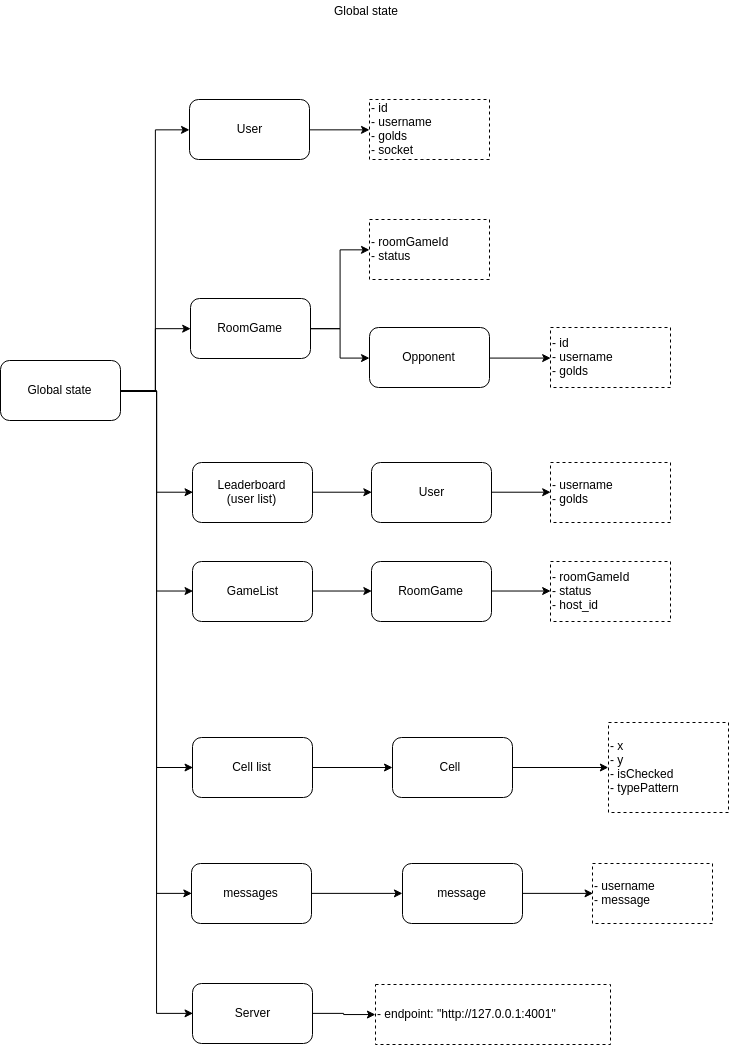 Global state
User
- id
- username
- golds
- socket
- roomGameId
- status
RoomGame
Opponent
- id
- username
- golds
Global state
Leaderboard
(user list)
User
- username
- golds
GameList
RoomGame
- roomGameId
- status
- host_id
Cell list
Cell
- x
- y
- isChecked
- typePattern
messages
message
- username
- message
Server
- endpoint: "http://127.0.0.1:4001"